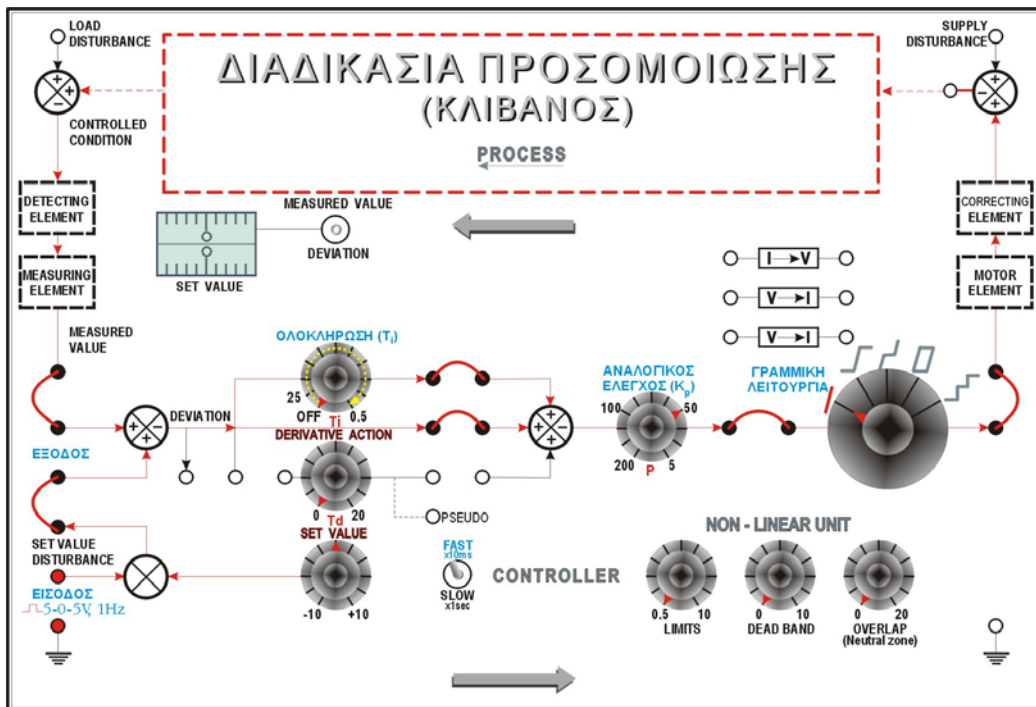 LOAD
DISTURBANCE
SUPPLY
DISTURBANCE
ΔΙΑΔΙΚΑΣΙΑ ΠΡΟΣΟΜΟΙΩΣΗΣ
(ΚΛΙΒΑΝΟΣ)
PROCESS
CONTROLLED
CONDITION
DETECTING
ELEMENT
MEASURING
ELEMENT
MEASURED
VALUE
MEASURED VALUE
DEVIATION
SET VALUE
CORRECTING
ELEMENT
MOTOR
ELEMENT
I V
V I
V I
ΟΛΟΚΛΗΡΩΣΗ (Ti)
25
OFF
Ti
0.5
DEVIATION
DERIVATIVE ACTION
0
Td
20
SET VALUE
-10
+10
PSEUDO
ΑΝΑΛΟΓΙΚΟΣ
ΕΛΕΓΧΟΣ (Kp)
100
50
200
P
5
ΓΡΑΜΜΙΚΗ
ΛΕΙΤΟΥΡΓΙΑ
ΕΞΟΔΟΣ
SET VALUE
DISTURBANCE
ΕΙΣΟΔΟΣ
5-0-5V, 1Hz
FAST
x10ms
SLOW
x1sec
CONTROLLER
NON - LINEAR UNIT
0.5
10
LIMITS
0
10
DEAD BAND
0
20
OVERLAP
(Neutral zone)